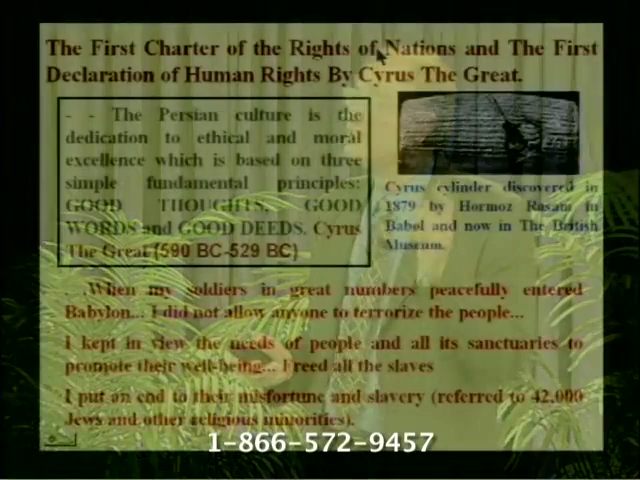 The First Charter of the Rights of Nations and The First
Declaration of Human Rights By Cyrus The Great.
- - The Persian culture is the
dedication to ethical and moral
excellence which is based on three
simple fundamental principles:
GOOD THOUGHTS, GOOD
WORDS and GOOD DEEDS. Cyrus
The Great (590 BC-529 BC)
Cyrus cylinder discovered in
1879 by Hormoz Rasam in
Babol and now in The British
Museum.
...When my soldiers in great numbers peacefully entered
Babylon... I did not allow anyone to terrorize the people...
I kept in view the needs of people and all its sanctuaries to
promote their well-being... Freed all the slaves
I put an end to their misfortune and slavery (referred to 42,000
Jews and other religious minorities).
1-866-572-9457